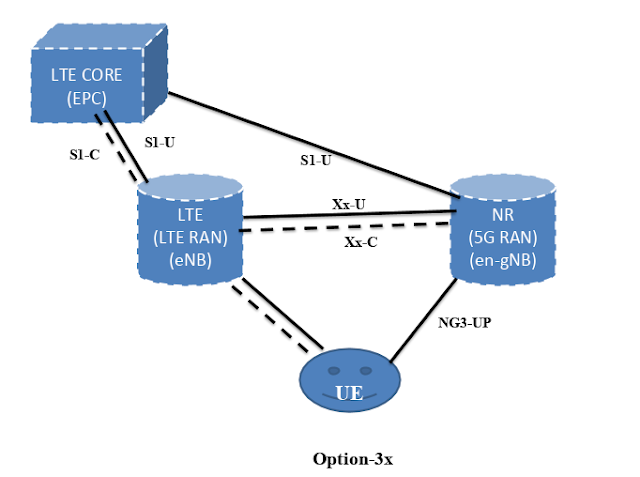 LTE CORE
(EPC)
S1-C
S1-U
S1-U
LTE
(LTE RAN)
(eNB)
Xx-U
Xx-C
NR
(5G RAN)
(en-gNB)
NG3-UP
UE
Option-3x